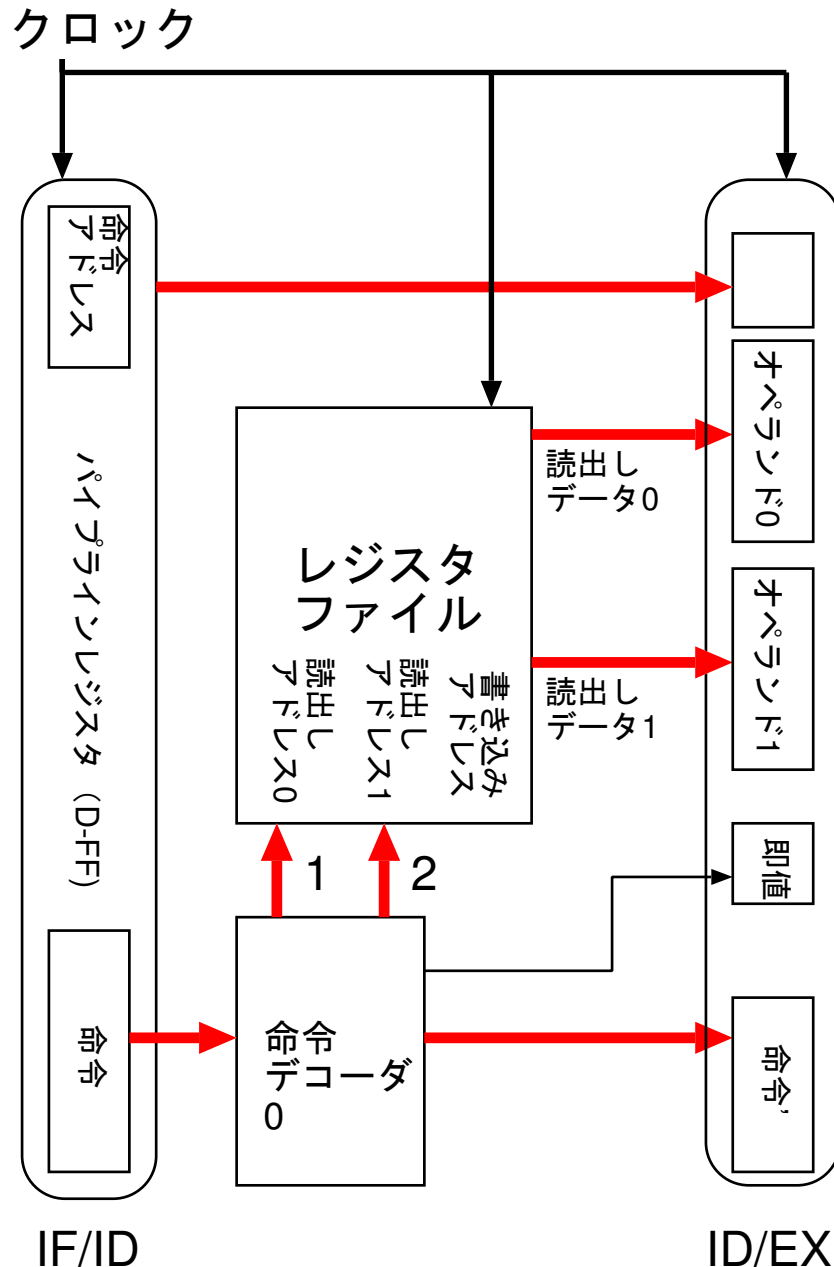 クロック
命令
アドレス
パイプラインレジスタ（D-FF）
命令
レジスタ
ファイル
読出し
アドレス0
読出し
アドレス1
書き込み
アドレス
1
2
命令
デコーダ
0
読出し
データ0
読出し
データ1
オペランド0
オペランド1
即値
命令'
IF/ID
ID/EX